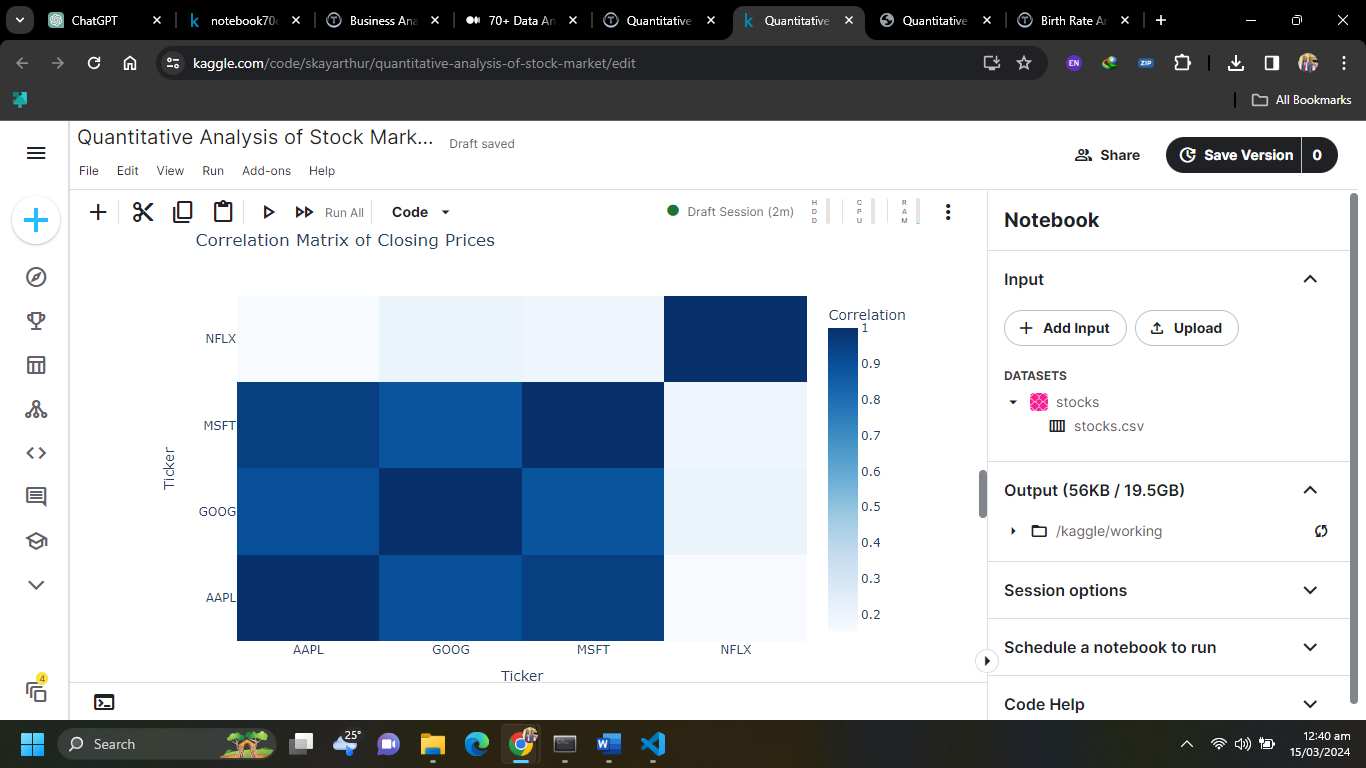 ChatGPT
notebook70c
Business Ana
70+ Data An
Quantitative
Quantitative
Quantitative
Birth Rate An
kaggle.com/code/skayarthur/quantitative-analysis-of-stock-market/edit
EN
ZIP
All Bookmarks
Quantitative Analysis of Stock Mark...
Draft saved
File Edit View Run Add-ons Help
Share
Save Version 0
Run All
Code
Draft Session (2m)
HDD
CPU
RAM
Correlation Matrix of Closing Prices
NFLX
MSFT
GOOG
AAPL
Ticker
AAPL GOOG MSFT NFLX
Ticker
Correlation
1
0.9
0.8
0.7
0.6
0.5
0.4
0.3
0.2
Notebook
Input
Add Input
Upload
DATASETS
stocks
stocks.csv
Output (56KB / 19.5GB)
/kaggle/working
Session options
Schedule a notebook to run
Code Help
4
Search
25°
12:40 am
15/03/2024